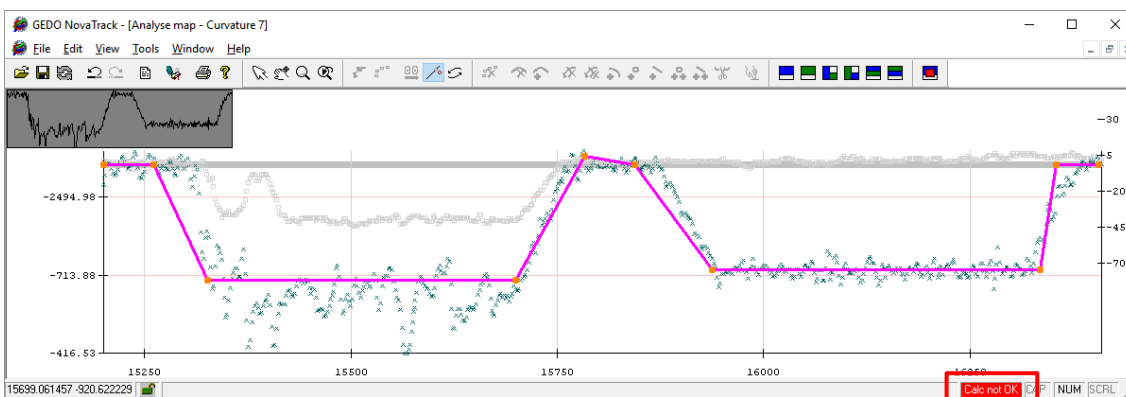 GEDO NovaTrack - [Analyse map - Curvature 7]
File Edit View Tools Window Help
30
5
-2494.98
-20
-45
-713.88
-70
-416.53
15250 15500 15750 16000 16250
15699.061457 -920.622229 Calc not OK CAP NUM SCRL